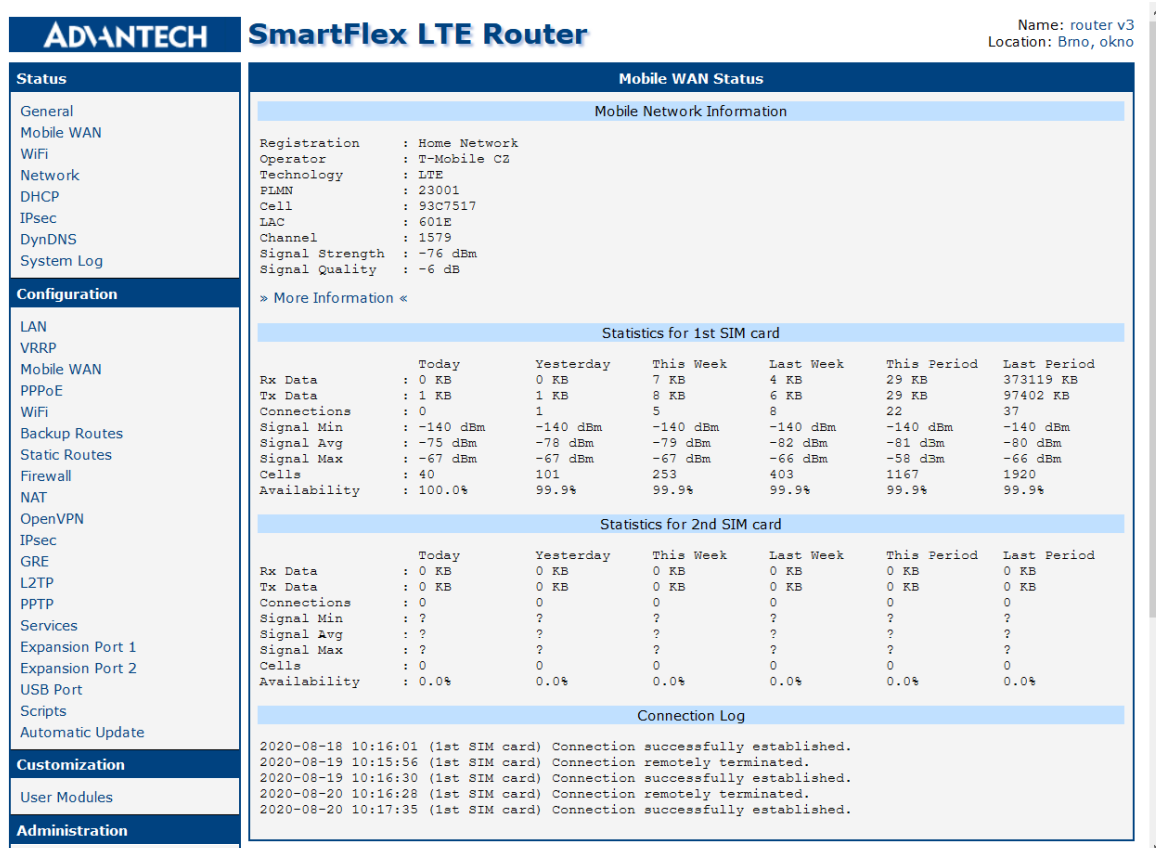 ADVANTECH
SmartFlex LTE Router
Name: router v3
Location: Brno, okno
Status
General
Mobile WAN
WiFi
Network
DHCP
IPsec
DynDNS
System Log
Configuration
LAN
VRRP
Mobile WAN
PPPoE
WiFi
Backup Routes
Static Routes
Firewall
NAT
OpenVPN
IPsec
GRE
L2TP
PPTP
Services
Expansion Port 1
Expansion Port 2
USB Port
Scripts
Automatic Update
Customization
User Modules
Administration
Mobile WAN Status
Mobile Network Information
Registration : Home Network
Operator : T-Mobile CZ
Technology : LTE
PLMN : 23001
Cell : 93C7517
LAC : 601E
Channel : 1579
Signal Strength : -76 dBm
Signal Quality : -6 dB
» More Information «
Statistics for 1st SIM card
Today Yesterday This Week Last Week This Period Last Period
Rx Data : 0 KB 0 KB 7 KB 4 KB 29 KB 373119 KB
Tx Data : 1 KB 1 KB 8 KB 6 KB 29 KB 97402 KB
Connections : 0 1 5 8 22 37
Signal Min : -140 dBm -140 dBm -140 dBm -140 dBm -140 dBm -140 dBm
Signal Avg : -75 dBm -78 dBm -79 dBm -82 dBm -81 dBm -80 dBm
Signal Max : -67 dBm -67 dBm -67 dBm -66 dBm -58 dBm -66 dBm
Cells : 40 101 253 403 1167 1920
Availability : 100.0% 99.9% 99.9% 99.9% 99.9% 99.9%
Statistics for 2nd SIM card
Today Yesterday This Week Last Week This Period Last Period
Rx Data : 0 KB 0 KB 0 KB 0 KB 0 KB 0 KB
Tx Data : 0 KB 0 KB 0 KB 0 KB 0 KB 0 KB
Connections : 0 0 0 0 0 0
Signal Min : ? ? ? ? ? ?
Signal Avg : ? ? ? ? ? ?
Signal Max : ? ? ? ? ? ?
Cells : 0 0 0 0 0 0
Availability : 0.0% 0.0% 0.0% 0.0% 0.0% 0.0%
Connection Log
2020-08-18 10:16:01 (1st SIM card) Connection successfully established.
2020-08-19 10:15:56 (1st SIM card) Connection remotely terminated.
2020-08-19 10:16:30 (1st SIM card) Connection successfully established.
2020-08-20 10:16:28 (1st SIM card) Connection remotely terminated.
2020-08-20 10:17:35 (1st SIM card) Connection successfully established.